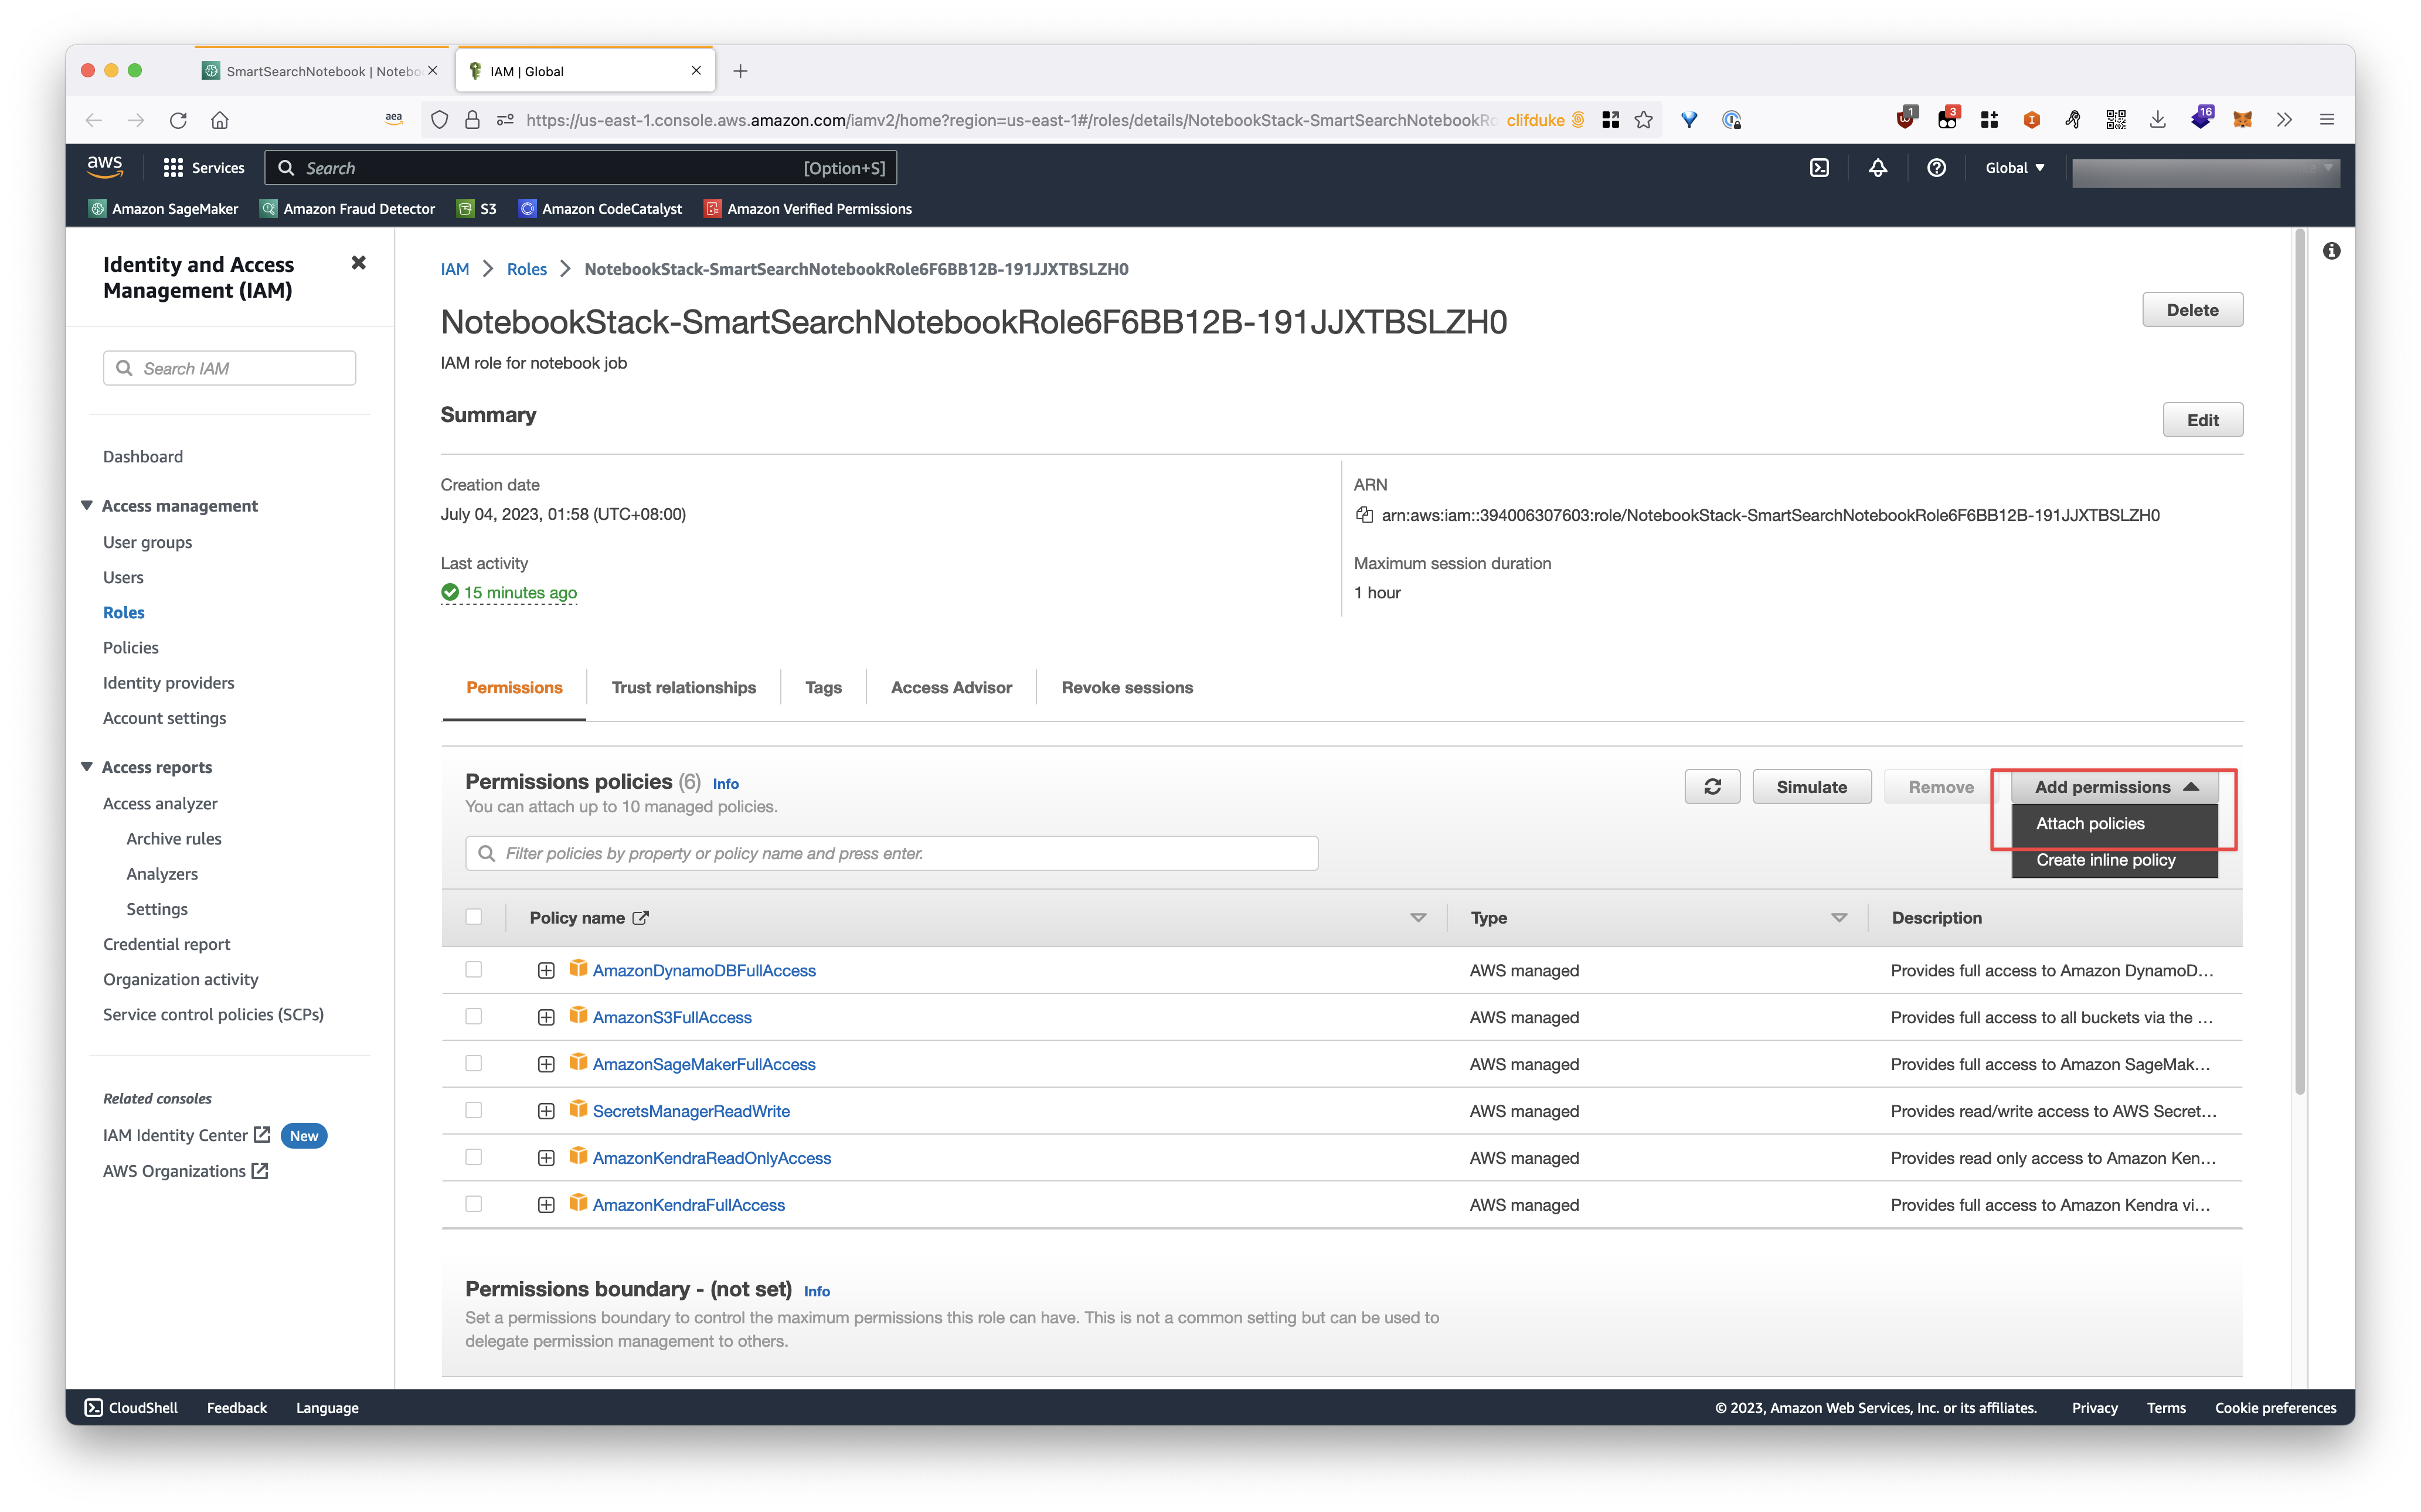 SmartSearchNotebook | Notebo
IAM | Global
aea
https://us-east-1.console.aws.amazon.com/iamv2/home?region=us-east-1#/roles/details/NotebookStack-SmartSearchNotebookRo
clifduke
1
3
16
aws
Services
Search
[Option+S]
Global
Amazon SageMaker
Amazon Fraud Detector
S3
Amazon CodeCatalyst
Amazon Verified Permissions
Identity and Access
Management (IAM)
Search IAM
Dashboard
Access management
User groups
Users
Roles
Policies
Identity providers
Account settings
Access reports
Access analyzer
Archive rules
Analyzers
Settings
Credential report
Organization activity
Service control policies (SCPs)
Related consoles
IAM Identity Center New
AWS Organizations
IAM > Roles > NotebookStack-SmartSearchNotebookRole6F6BB12B-191JJXTBSLZH0
NotebookStack-SmartSearchNotebookRole6F6BB12B-191JJXTBSLZH0
Delete
IAM role for notebook job
Summary
Edit
Creation date
July 04, 2023, 01:58 (UTC+08:00)
Last activity
15 minutes ago
ARN
arn:aws:iam::394006307603:role/NotebookStack-SmartSearchNotebookRole6F6BB12B-191JJXTBSLZH0
Maximum session duration
1 hour
Permissions
Trust relationships
Tags
Access Advisor
Revoke sessions
Permissions policies (6) Info
You can attach up to 10 managed policies.
Simulate
Remove
Add permissions
Attach policies
Create inline policy
Filter policies by property or policy name and press enter.
Policy name Type Description
AmazonDynamoDBFullAccess AWS managed Provides full access to Amazon DynamoD...
AmazonS3FullAccess AWS managed Provides full access to all buckets via the ...
AmazonSageMakerFullAccess AWS managed Provides full access to Amazon SageMak...
SecretsManagerReadWrite AWS managed Provides read/write access to AWS Secret...
AmazonKendraReadOnlyAccess AWS managed Provides read only access to Amazon Ken...
AmazonKendraFullAccess AWS managed Provides full access to Amazon Kendra vi...
Permissions boundary - (not set) Info
Set a permissions boundary to control the maximum permissions this role can have. This is not a common setting but can be used to
delegate permission management to others.
CloudShell
Feedback
Language
© 2023, Amazon Web Services, Inc. or its affiliates.
Privacy
Terms
Cookie preferences